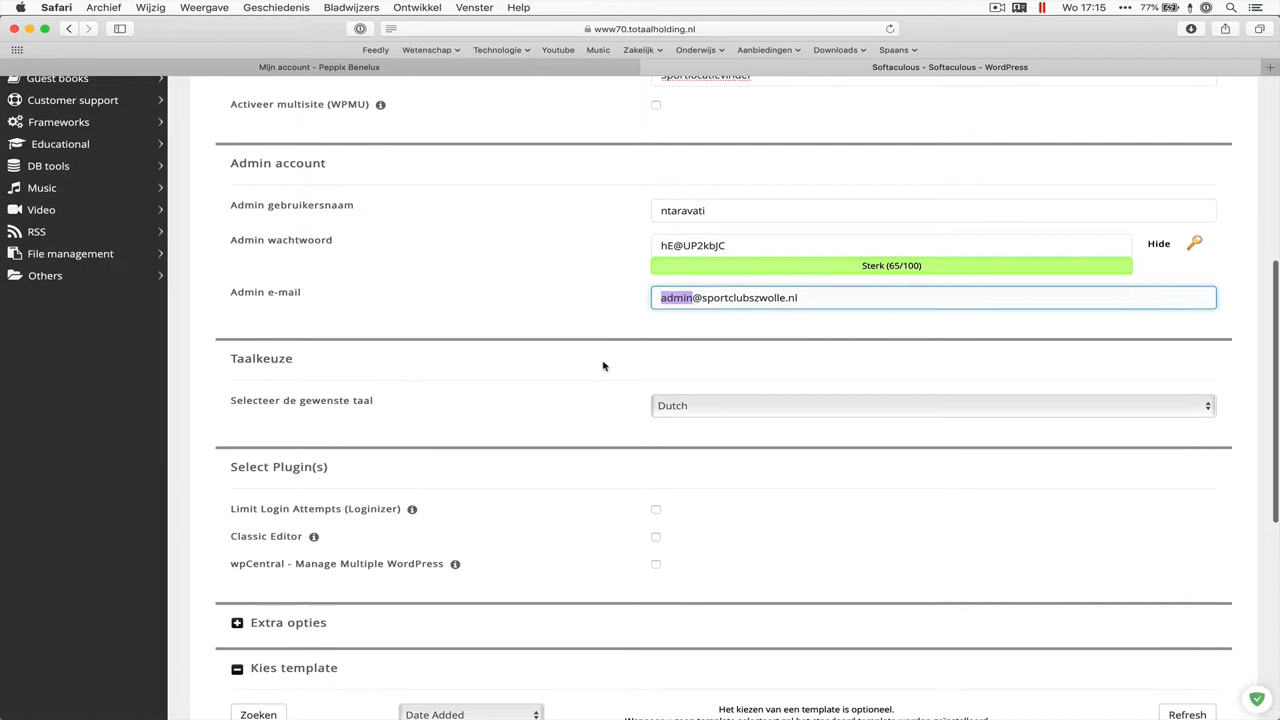 Safari Archief Wijzig Weergave Geschiedenis Bladwijzers Ontwikkel Venster Help 77% Wo 17:15
www70.totaalholding.nl
Feedly Wetenschap Technologie Youtube Music Zakelijk Onderwijs Aanbiedingen Downloads Spaans
Mijn account - Peppix Benelux Softaculous - Softaculous - WordPress
Guest books
Customer support
Frameworks
Educational
DB tools
Music
Video
RSS
File management
Others
Sportlocatievinder
Activeer multisite (WPMU)
Admin account
Admin gebruikersnaam ntaravati
Admin wachtwoord hE@UP2kbJC Hide
Sterk (65/100)
Admin e-mail admin@sportclubszwolle.nl
Taalkeuze
Selecteer de gewenste taal Dutch
Select Plugin(s)
Limit Login Attempts (Loginizer)
Classic Editor
wpCentral - Manage Multiple WordPress
Extra opties
Kies template
Zoeken Date Added Het kiezen van een template is optioneel. Refresh